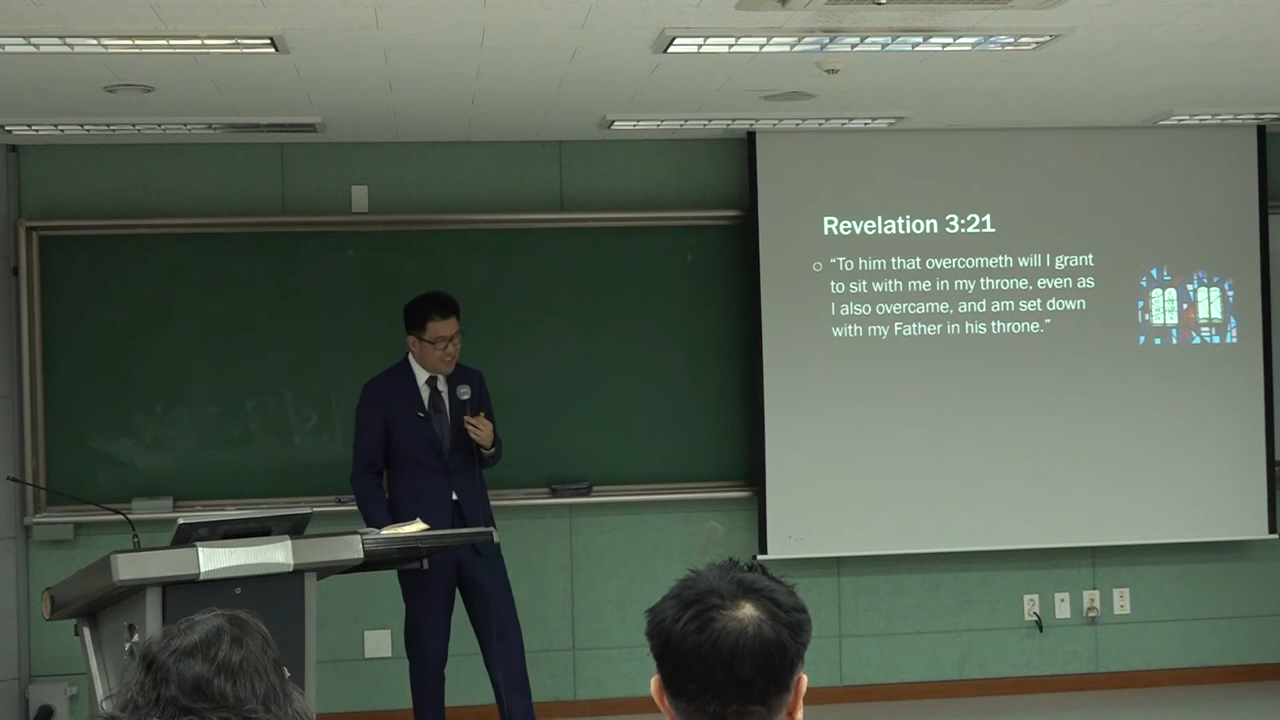 Revelation 3:21
“To him that overcometh will I grant
to sit with me in my throne, even as
I also overcame, and am set down
with my Father in his throne.”